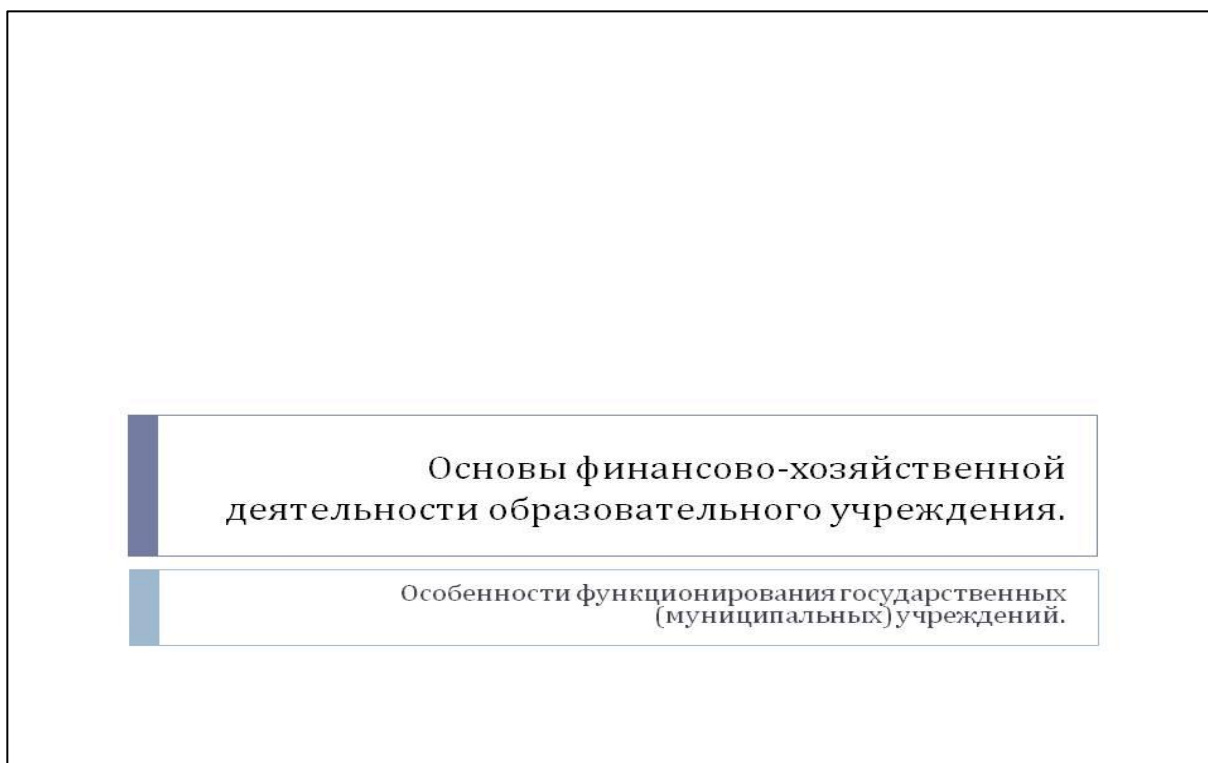 Основы финансово-хозяйственной
деятельности образовательного учреждения.
Особенности функционирования государственных
(муниципальных) учреждений.